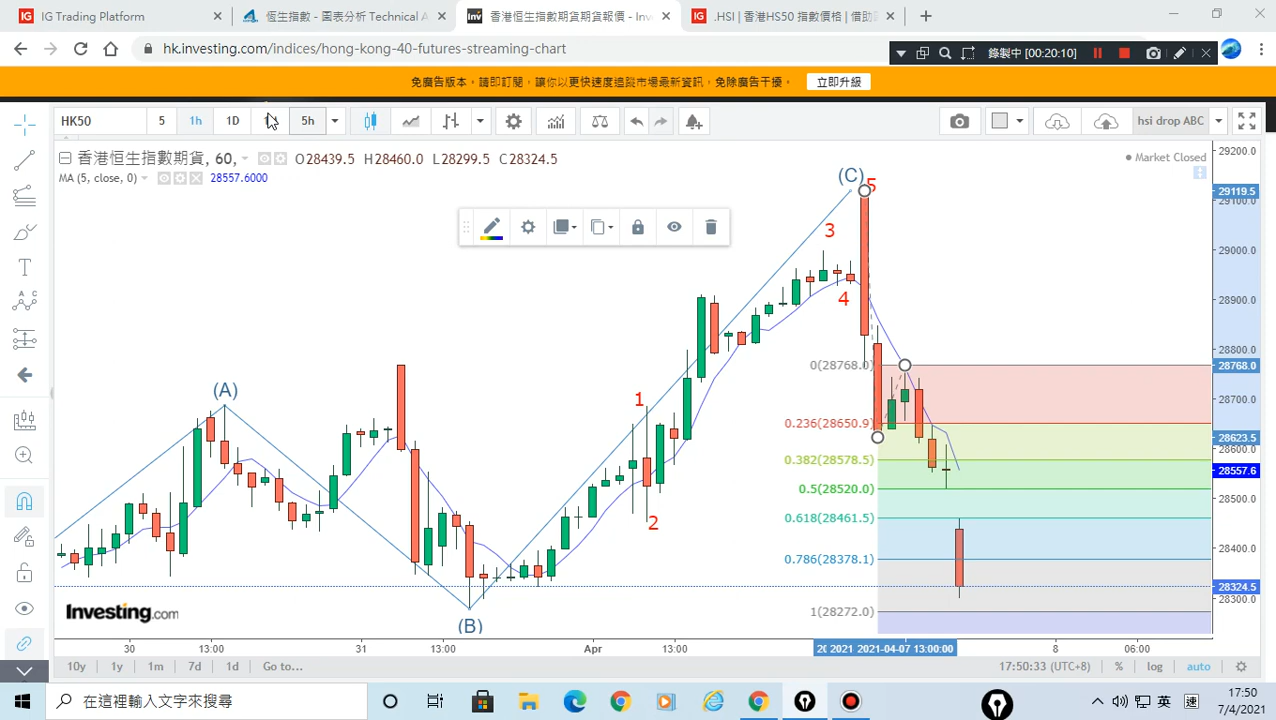 IG Trading Platform
恆生指數 - 圖表分析 Technical A
香港恒生指數期貨期貨報價 - Inv
.HSI | 香港HS50 指數價格 | 借助
hk.investing.com/indices/hong-kong-40-futures-streaming-chart
錄製中 [00:20:10]
免廣告版本。請即訂閱，讓你以更快速度追蹤市場最新資訊，免除廣告干擾。
立即升級
HK50 5 1h 1D 5h
hsi drop ABC
香港恒生指數期貨, 60, O28439.5 H28460.0 L28299.5 C28324.5
Market Closed
MA (5, close, 0) 28557.6000
29200.0
(C)
5
29119.5
29100.0
3
29000.0
4
28900.0
28800.0
0(28768.0)
28768.0
(A)
1
28700.0
0.236(28650.9)
28623.5
28600.0
0.382(28578.5)
28557.6
0.5(28520.0)
28500.0
2
0.618(28461.5)
28400.0
0.786(28378.1)
28324.5
28300.0
Investing.com
1(28272.0)
(B)
30 13:00 31 13:00 Apr 13:00 2021 2021-04-07 13:00:00 8 06:00
10y 1y 1m 7d 1d Go to... 17:50:33 (UTC+8) % log auto
在這裡輸入文字來搜尋
英
17:50
7/4/2021